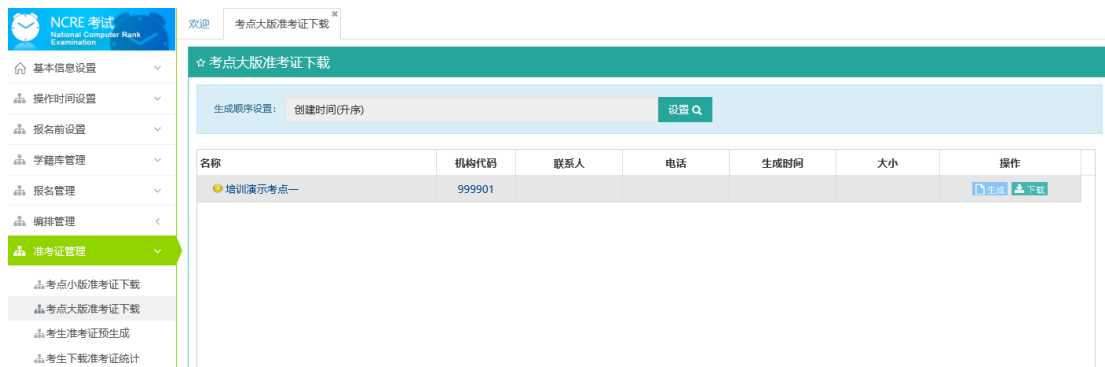 NCRE 考试
National Computer Rank
Examination
欢迎
考点大版准考证下载
基本信息设置
操作时间设置
报名前设置
学籍库管理
报名管理
编排管理
准考证管理
考点小版准考证下载
考点大版准考证下载
考生准考证预生成
考生下载准考证统计
考点大版准考证下载
生成顺序设置： 创建时间(升序) 设置
名称 机构代码 联系人 电话 生成时间 大小 操作
培训演示考点一 999901 生成 下载